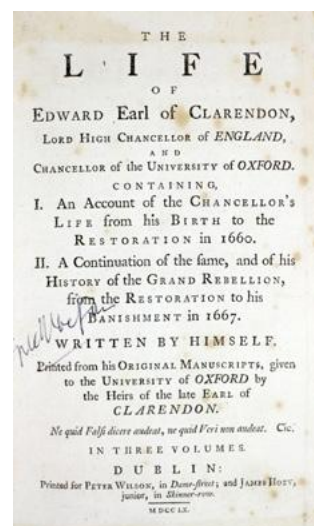 THE
LIFE
OF
EDWARD Earl of CLARENDON,
LORD HIGH CHANCELLOR of ENGLAND,
AND
CHANCELLOR of the UNIVERSITY of OXFORD.
CONTAINING,
I. An Account of the CHANCELLOR'S
LIFE from his BIRTH to the
RESTORATION in 1660.
II. A Continuation of the same, and of his
HISTORY of the GRAND REBELLION,
from the RESTORATION to his
BANISHMENT in 1667.
WRITTEN BY HIMSELF.
Printed from his ORIGINAL MANUSCRIPTS, given
to the UNIVERSITY of OXFORD by
the Heirs of the late EARL of
CLARENDON.
Ne quid Falsi dicere audeat, ne quid Veri non audeat. Cic.
IN THREE VOLUMES.
DUBLIN:
Printed for PETER WILSON, in Dame-street; and JAMES HOEY,
junior, in Skinner-row.
MDCCLX.